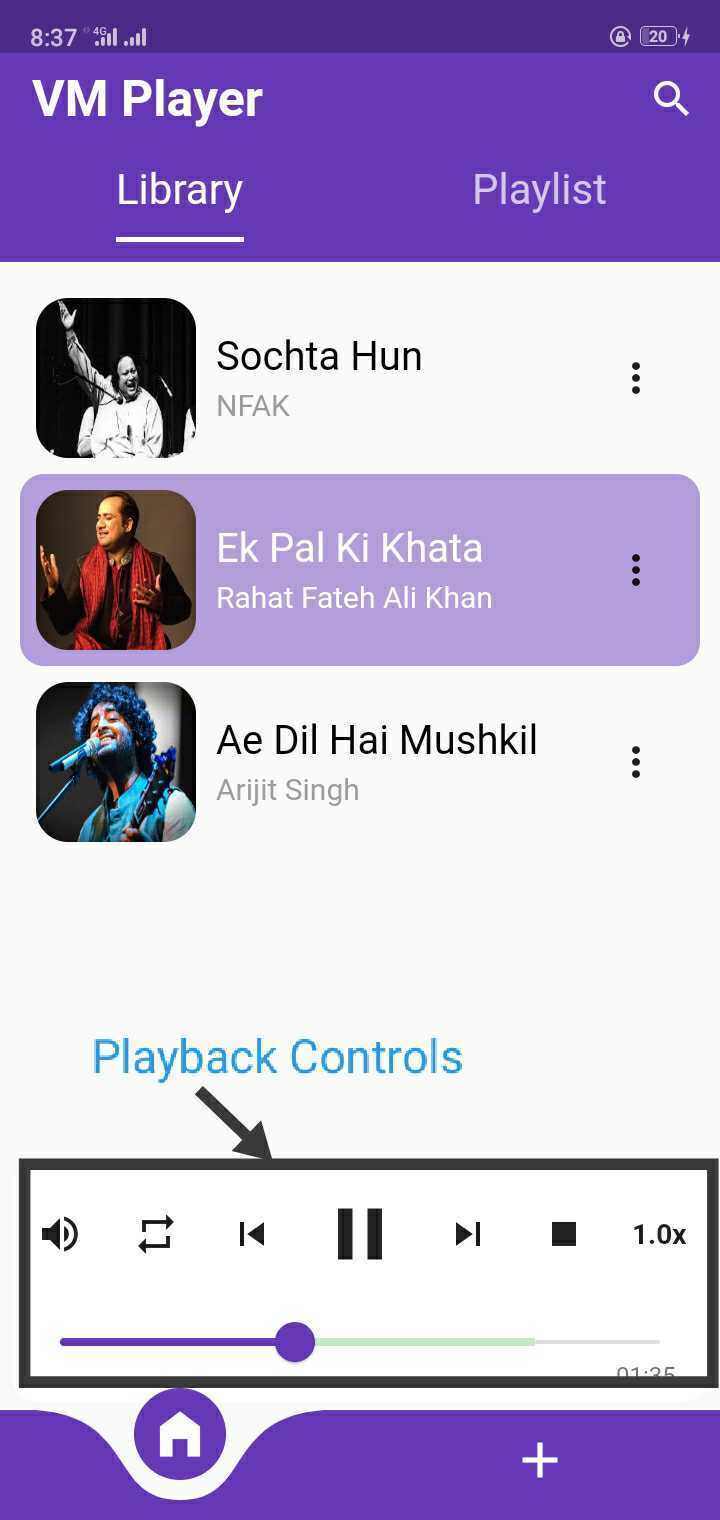 8:37 4G 20
VM Player
Library Playlist
Sochta Hun
NFAK
Ek Pal Ki Khata
Rahat Fateh Ali Khan
Ae Dil Hai Mushkil
Arijit Singh
Playback Controls
1.0x
01:35